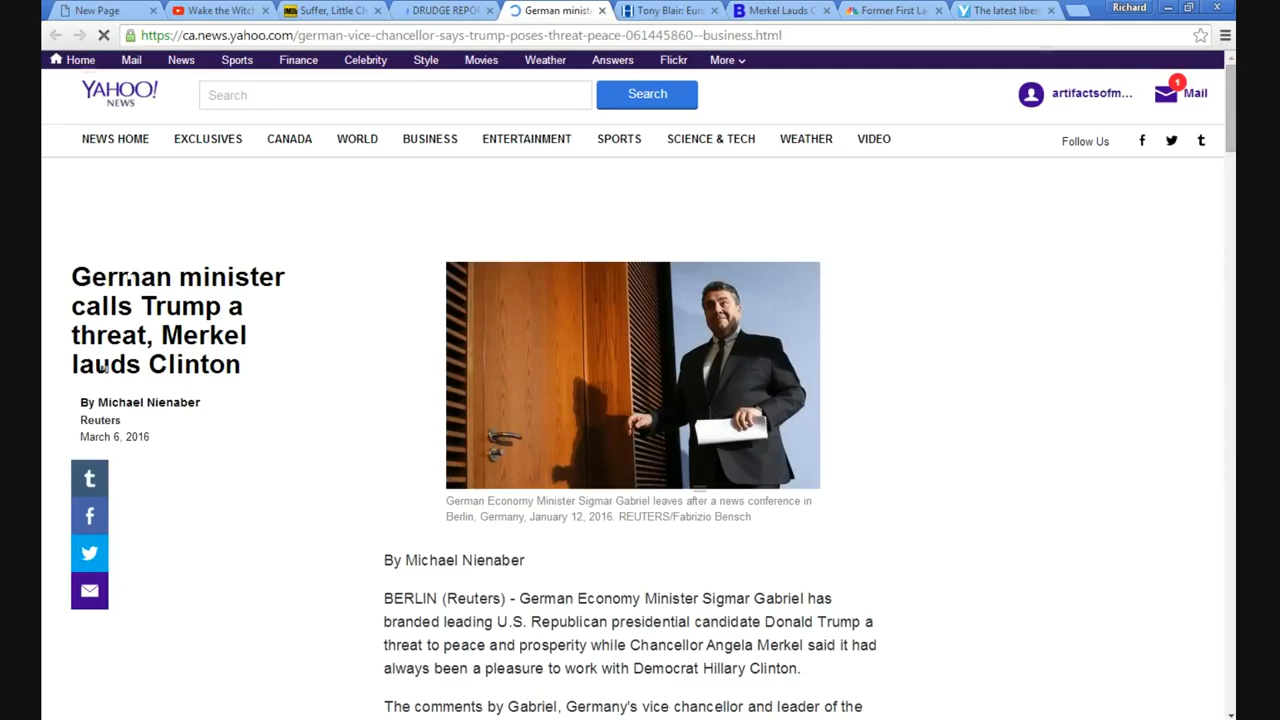 New Page
Wake the Witch
Suffer, Little Ch
DRUDGE REPO
German minist
Tony Blair: Eur
Merkel Lauds C
Former First La
The latest liber
Richard
https://ca.news.yahoo.com/german-vice-chancellor-says-trump-poses-threat-peace-061445860--business.html
Home Mail News Sports Finance Celebrity Style Movies Weather Answers Flickr More
YAHOO!
NEWS
Search
Search
artifactsofm...
1
Mail
NEWS HOME EXCLUSIVES CANADA WORLD BUSINESS ENTERTAINMENT SPORTS SCIENCE & TECH WEATHER VIDEO
Follow Us
German minister
calls Trump a
threat, Merkel
lauds Clinton
By Michael Nienaber
Reuters
March 6, 2016
German Economy Minister Sigmar Gabriel leaves after a news conference in
Berlin, Germany, January 12, 2016. REUTERS/Fabrizio Bensch
By Michael Nienaber
BERLIN (Reuters) - German Economy Minister Sigmar Gabriel has
branded leading U.S. Republican presidential candidate Donald Trump a
threat to peace and prosperity while Chancellor Angela Merkel said it had
always been a pleasure to work with Democrat Hillary Clinton.
The comments by Gabriel, Germany's vice chancellor and leader of the